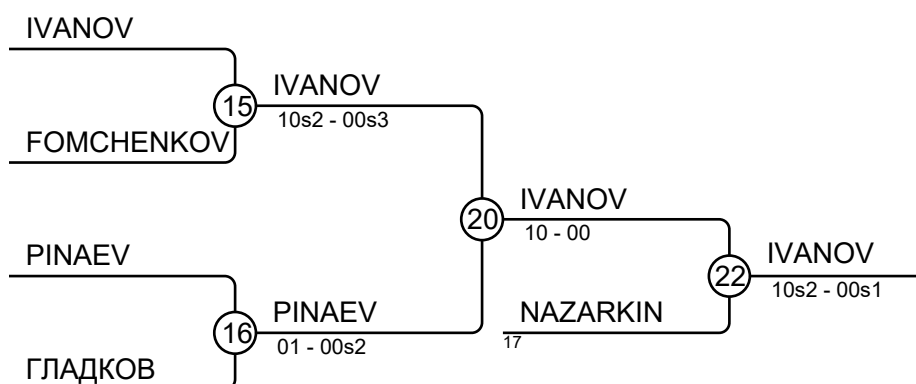 IVANOV
15
IVANOV
10s2 - 00s3
FOMCHENKOV
20
IVANOV
10 - 00
PINAEV
22
IVANOV
10s2 - 00s1
16
PINAEV
01 - 00s2
NAZARKIN
17
ГЛАДКОВ